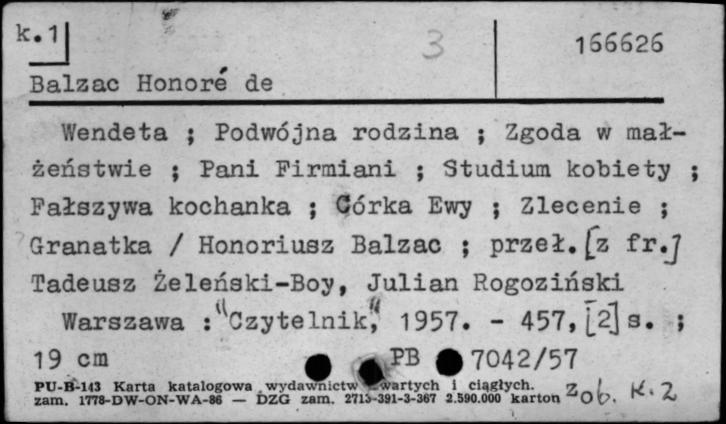 k.1 3 166626
Balzac Honoré de
Wendeta ; Podwójna rodzina ; Zgoda w mał-
żeństwie ; Pani Firmiani ; Studium kobiety ;
Fałszywa kochanka ; Córka Ewy ; Zlecenie ;
Granatka / Honoriusz Balzac ; przeł. [z fr.]
Tadeusz Żeleński-Boy, Julian Rogoziński
Warszawa : "Czytelnik", 1957. - 457, [2] s. ;
19 cm PB 7042/57
PU-B-143 Karta katalogowa wydawnictw zwartych i ciągłych.
zam. 1778-DW-ON-WA-86 — DZG zam. 2713-391-3-367 2.590.000 karton zob. K. 2